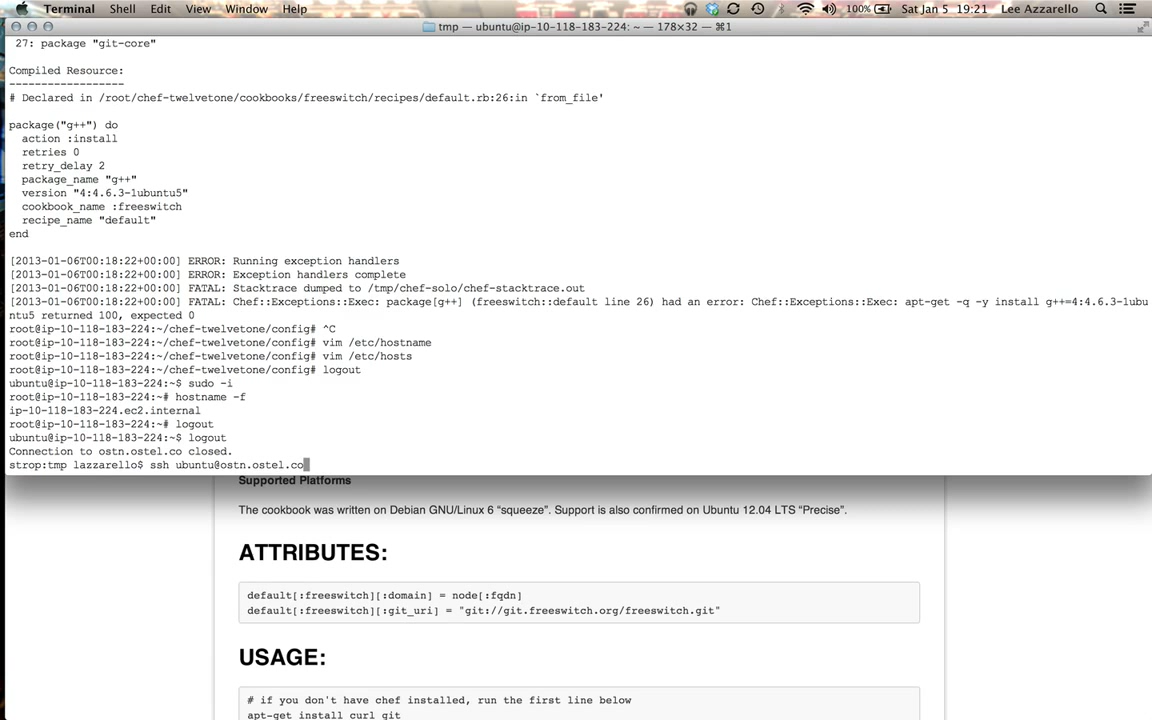 Terminal Shell Edit View Window Help 100% Sat Jan 5 19:21 Lee Azzarello
tmp — ubuntu@ip-10-118-183-224: ~ — 178×32 — ⌘1
27: package "git-core"
Compiled Resource:
------------------
# Declared in /root/chef-twelvetone/cookbooks/freeswitch/recipes/default.rb:26:in `from_file'
package("g++") do
action :install
retries 0
retry_delay 2
package_name "g++"
version "4:4.6.3-1ubuntu5"
cookbook_name :freeswitch
recipe_name "default"
end
[2013-01-06T00:18:22+00:00] ERROR: Running exception handlers
[2013-01-06T00:18:22+00:00] ERROR: Exception handlers complete
[2013-01-06T00:18:22+00:00] FATAL: Stacktrace dumped to /tmp/chef-solo/chef-stacktrace.out
[2013-01-06T00:18:22+00:00] FATAL: Chef::Exceptions::Exec: package[g++] (freeswitch::default line 26) had an error: Chef::Exceptions::Exec: apt-get -q -y install g++=4:4.6.3-1ubu
ntu5 returned 100, expected 0
root@ip-10-118-183-224:~/chef-twelvetone/config# ^C
root@ip-10-118-183-224:~/chef-twelvetone/config# vim /etc/hostname
root@ip-10-118-183-224:~/chef-twelvetone/config# vim /etc/hosts
root@ip-10-118-183-224:~/chef-twelvetone/config# logout
ubuntu@ip-10-118-183-224:~$ sudo -i
root@ip-10-118-183-224:~# hostname -f
ip-10-118-183-224.ec2.internal
root@ip-10-118-183-224:~# logout
ubuntu@ip-10-118-183-224:~$ logout
Connection to ostn.ostel.co closed.
strop:tmp lazzarello$ ssh ubuntu@ostn.ostel.co
Supported Platforms
The cookbook was written on Debian GNU/Linux 6 “squeeze”. Support is also confirmed on Ubuntu 12.04 LTS “Precise”.
ATTRIBUTES:
default[:freeswitch][:domain] = node[:fqdn]
default[:freeswitch][:git_uri] = "git://git.freeswitch.org/freeswitch.git"
USAGE:
# if you don't have chef installed, run the first line below
apt-get install curl git